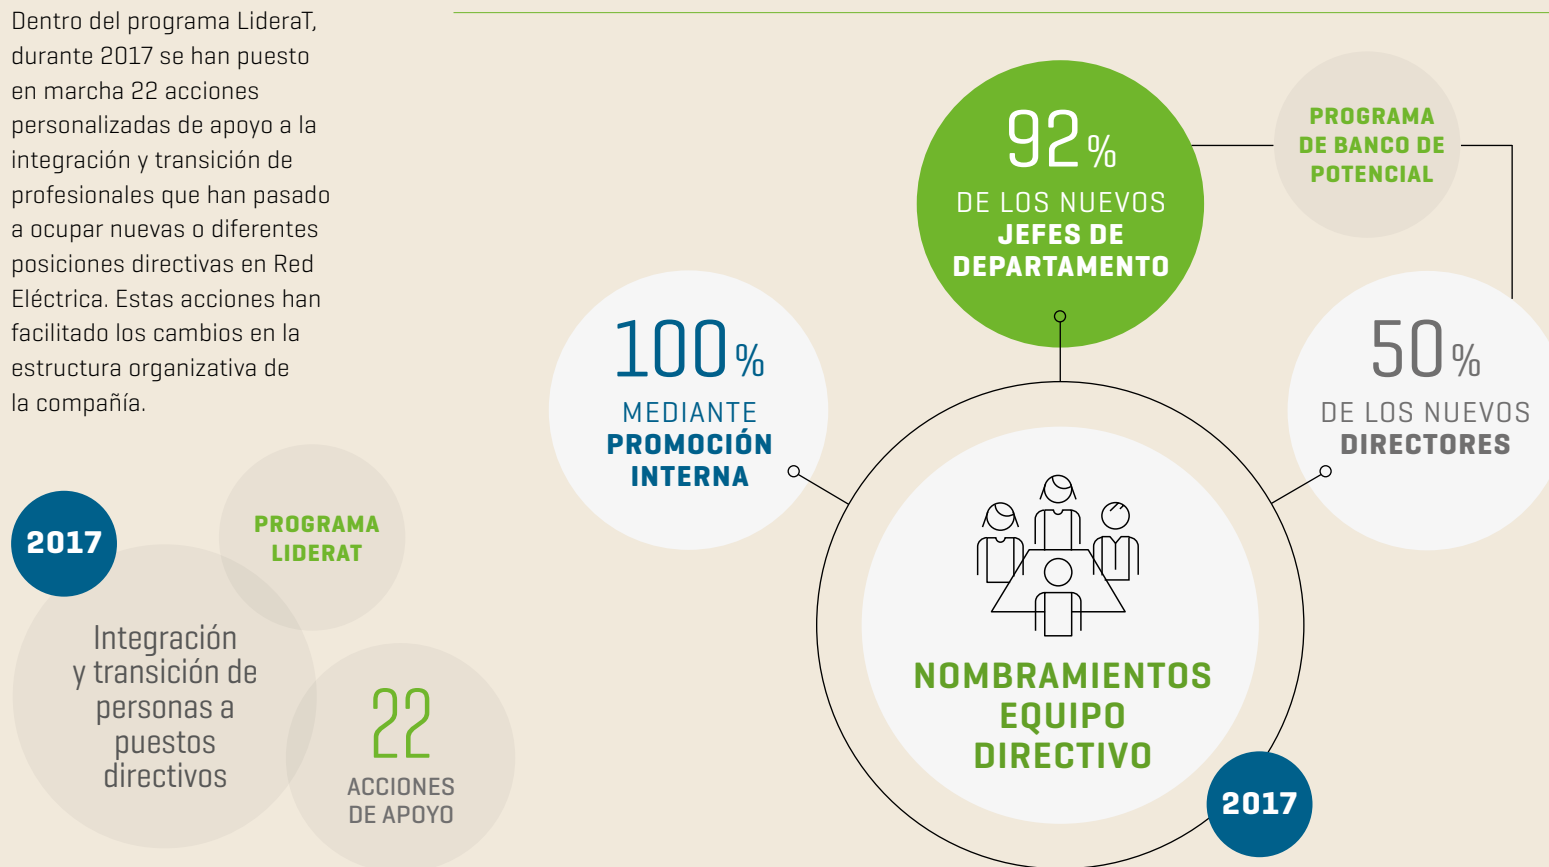 Dentro del programa LideraT,
durante 2017 se han puesto
en marcha 22 acciones
personalizadas de apoyo a la
integración y transición de
profesionales que han pasado
a ocupar nuevas o diferentes
posiciones directivas en Red
Eléctrica. Estas acciones han
facilitado los cambios en la
estructura organizativa de
la compañía.
2017
PROGRAMA
LIDERAT
Integración
y transición de
personas a
puestos
directivos
22
ACCIONES
DE APOYO
92%
DE LOS NUEVOS
JEFES DE
DEPARTAMENTO
PROGRAMA
DE BANCO DE
POTENCIAL
100%
MEDIANTE
PROMOCIÓN
INTERNA
50%
DE LOS NUEVOS
DIRECTORES
NOMBRAMIENTOS
EQUIPO
DIRECTIVO
2017